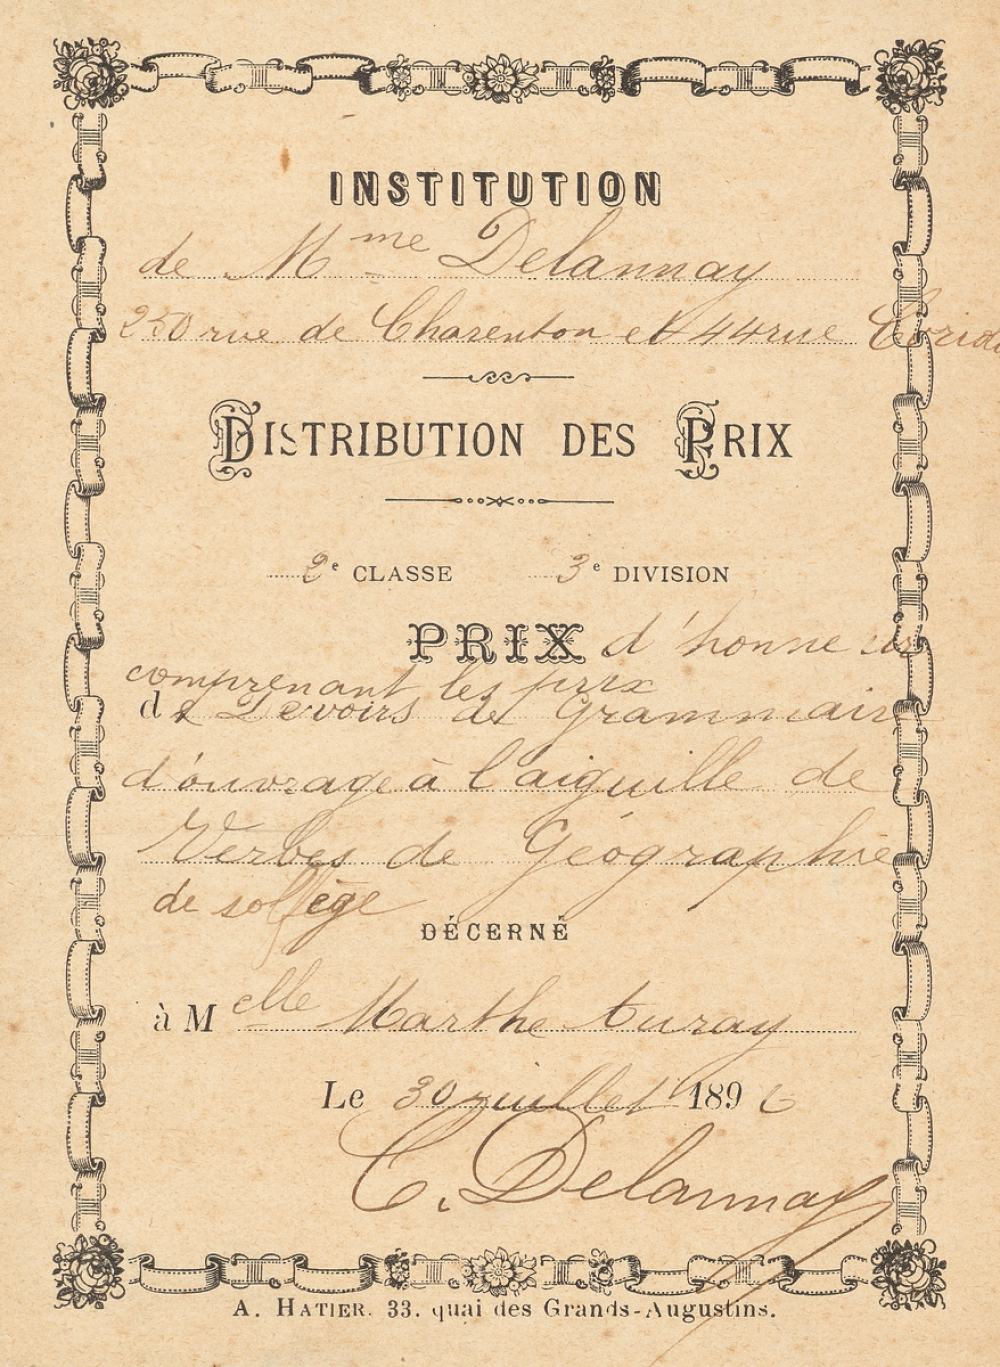 INSTITUTION
de Mme Delannay
250 rue de Charenton et 44 rue
DISTRIBUTION DES PRIX
2e CLASSE 3e DIVISION
PRIX d'honneur
comprenant les prix
de Devoirs de Grammaire
d'ouvrage à l'aiguille de
Verbes de Géographie
de solfège
DÉCERNÉ
à Melle Marthe Turay
Le 30 juillet 1896
C. Delannay
A. HATIER. 33. quai des Grands-Augustins.